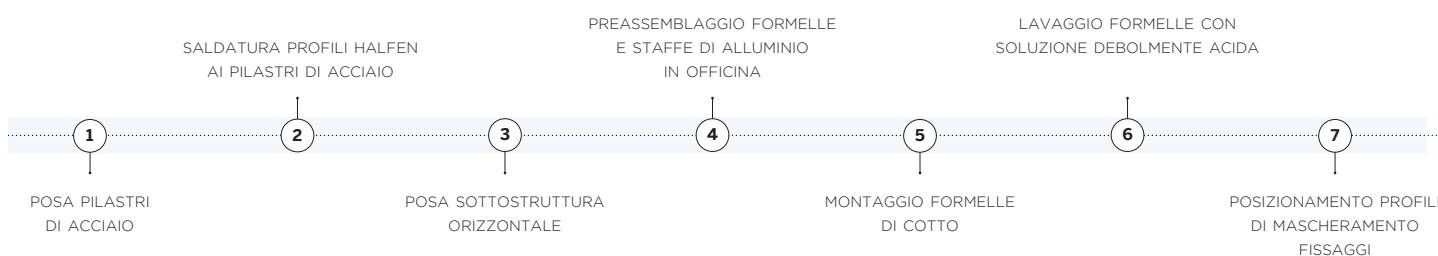 PREASSEMBLAGGIO FORMELLE
E STAFFE DI ALLUMINIO
IN OFFICINA
LAVAGGIO FORMELLE CON
SOLUZIONE DEBOLMENTE ACIDA
SALDATURA PROFILI HALFEN
AI PILASTRI DI ACCIAIO
1
2
3
4
5
6
7
POSA PILASTRI
DI ACCIAIO
POSA SOTTOSTRUTTURA
ORIZZONTALE
MONTAGGIO FORMELLE
DI COTTO
POSIZIONAMENTO PROFILI
DI MASCHERAMENTO
FISSAGGI